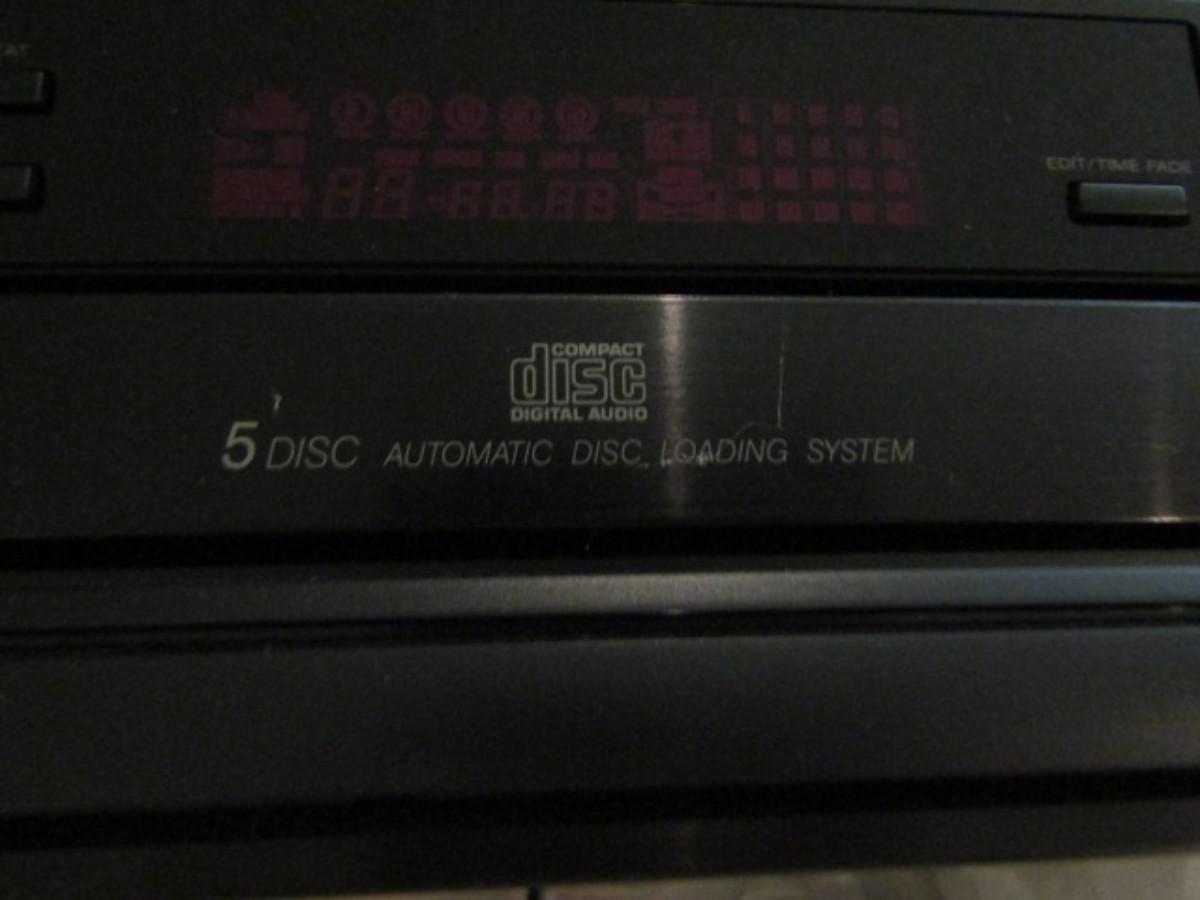 EDIT/TIME FADE
COMPACT
disc
DIGITAL AUDIO
5 DISC AUTOMATIC DISC LOADING SYSTEM